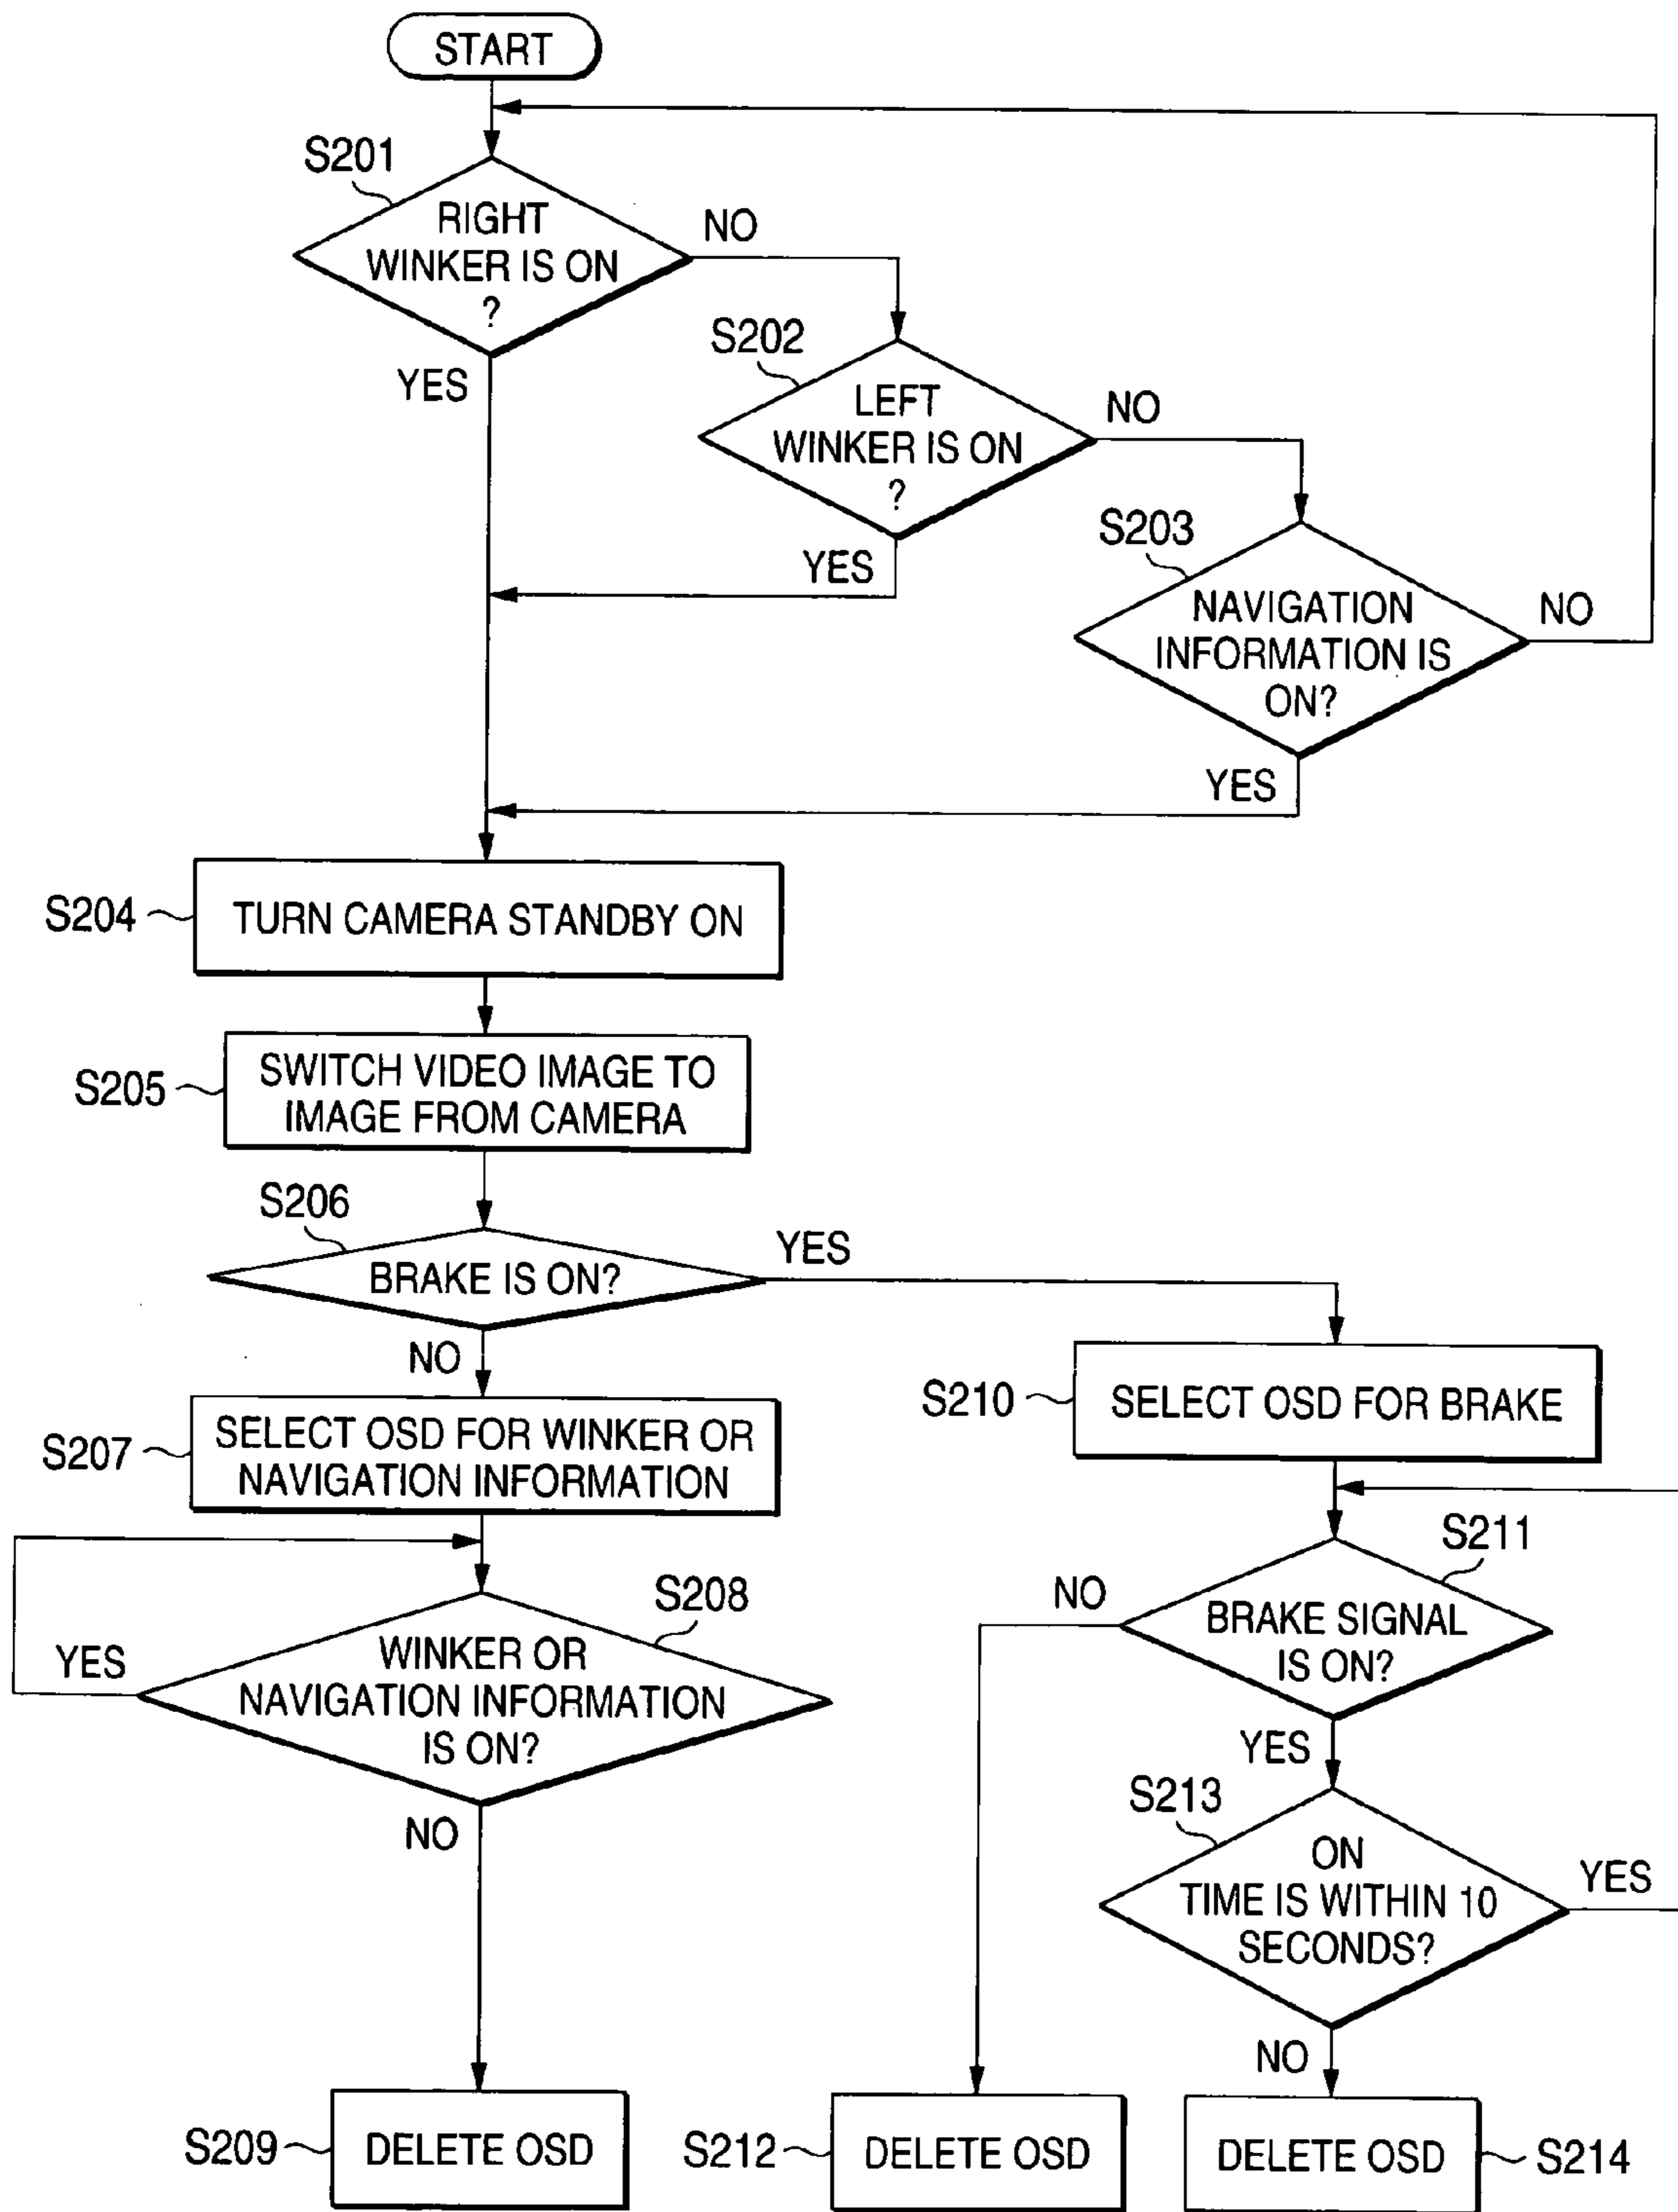 START
S201
RIGHT
WINKER IS ON
?
NO
YES
S202
LEFT
WINKER IS ON
?
NO
YES
S203
NAVIGATION
INFORMATION IS
ON?
NO
YES
S204
TURN CAMERA STANDBY ON
S205
SWITCH VIDEO IMAGE TO
IMAGE FROM CAMERA
S206
BRAKE IS ON?
YES
NO
S207
SELECT OSD FOR WINKER OR
NAVIGATION INFORMATION
S208
WINKER OR
NAVIGATION INFORMATION
IS ON?
YES
NO
S209
DELETE OSD
S210
SELECT OSD FOR BRAKE
S211
BRAKE SIGNAL
IS ON?
NO
YES
S212
DELETE OSD
S213
ON
TIME IS WITHIN 10
SECONDS?
YES
NO
DELETE OSD
S214